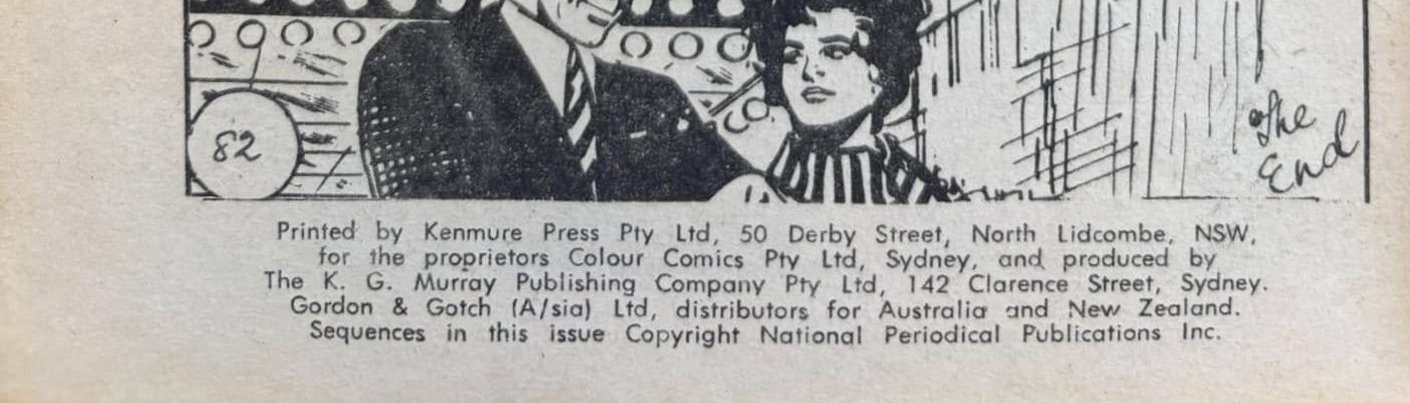 82
The
End
Printed by Kenmure Press Pty Ltd, 50 Derby Street, North Lidcombe, NSW,
for the proprietors Colour Comics Pty Ltd, Sydney, and produced by
The K. G. Murray Publishing Company Pty Ltd, 142 Clarence Street, Sydney.
Gordon & Gotch (A/sia) Ltd, distributors for Australia and New Zealand.
Sequences in this issue Copyright National Periodical Publications Inc.